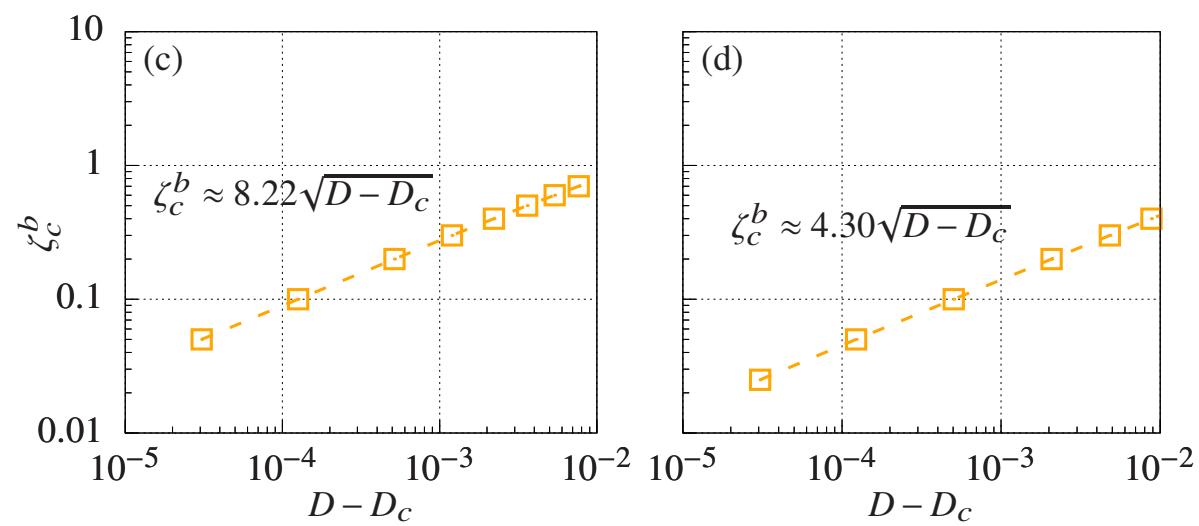 10
1
0.1
0.01
ζ_c^b
(c)
ζ_c^b ≈ 8.22√(D − D_c)
10^−5 10^−4 10^−3 10^−2
D − D_c
(d)
ζ_c^b ≈ 4.30√(D − D_c)
10^−5 10^−4 10^−3 10^−2
D − D_c